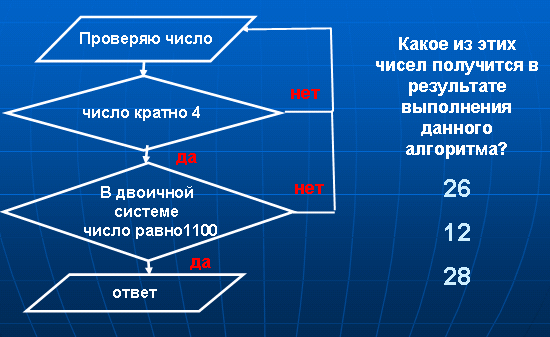 Проверяю число
число кратно 4
нет
да
В двоичной
системе
число равно1100
нет
да
ответ
Какое из этих
чисел получится в
результате
выполнения
данного
алгоритма?
26
12
28